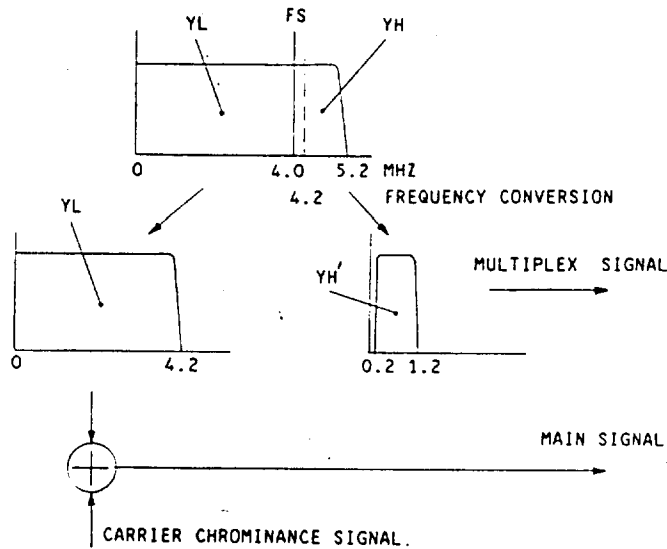 YL FS YH
0 4.0 5.2 MHZ
4.2 FREQUENCY CONVERSION
YL
MULTIPLEX SIGNAL
YH'
0 4.2 0.2 1.2
MAIN SIGNAL
CARRIER CHROMINANCE SIGNAL.